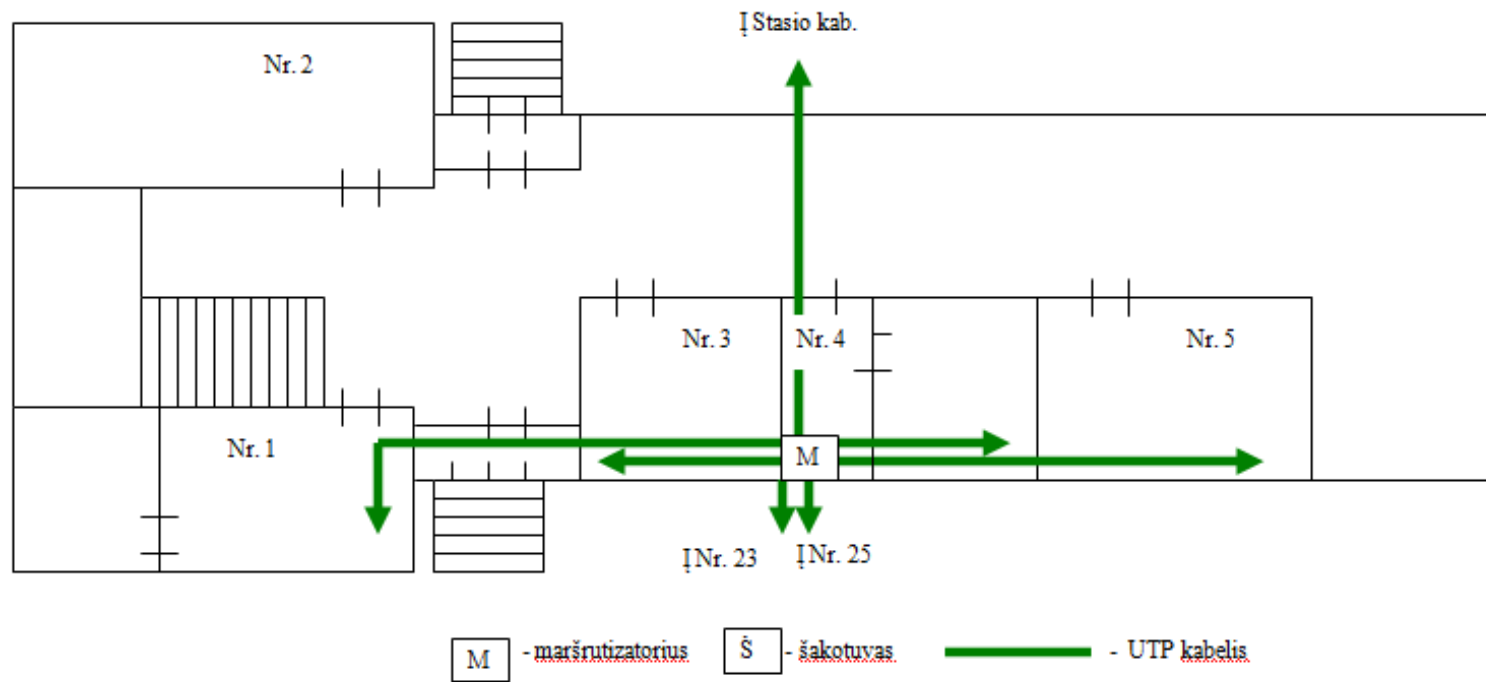 Į Stasio kab.
Nr. 2
Nr. 3
Nr. 4
Nr. 5
Nr. 1
M
Į Nr. 23
Į Nr. 25
M - maršrutizatorius
Š - šakotuvas
- UTP kabelis